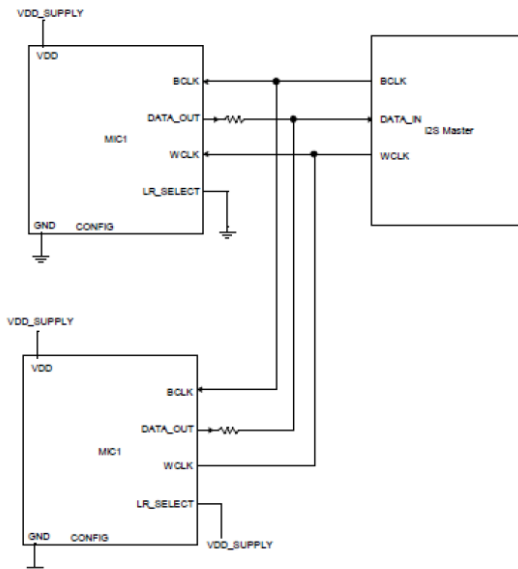 VDD_SUPPLY
VDD
BCLK
DATA_OUT
MIC1
WCLK
LR_SELECT
GND
CONFIG
BCLK
DATA_IN
I2S Master
WCLK
VDD_SUPPLY
VDD
BCLK
DATA_OUT
MIC1
WCLK
LR_SELECT
GND
CONFIG
VDD_SUPPLY